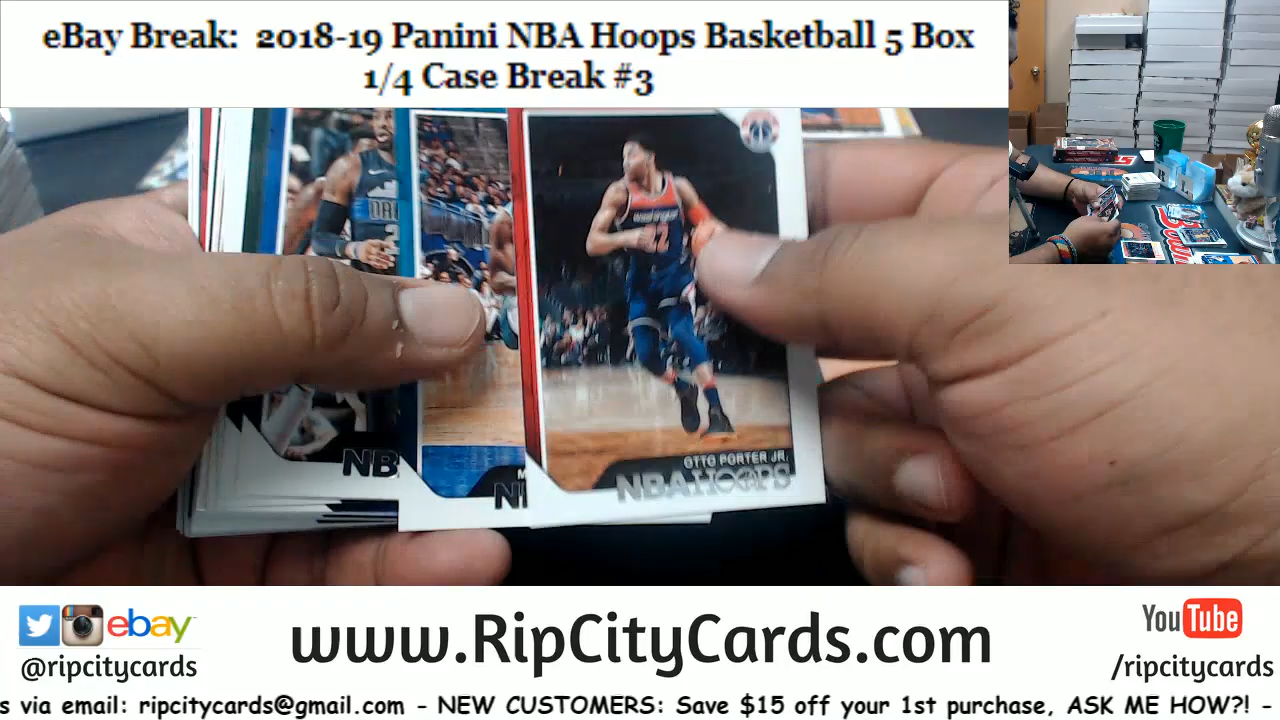 eBay Break: 2018-19 Panini NBA Hoops Basketball 5 Box
1/4 Case Break #3
OTTO PORTER JR.
NBAHOOPS
NB
ebay
@ripcitycards
www.RipCityCards.com
YouTube
/ripcitycards
s via email: ripcitycards@gmail.com - NEW CUSTOMERS: Save $15 off your 1st purchase, ASK ME HOW?! -